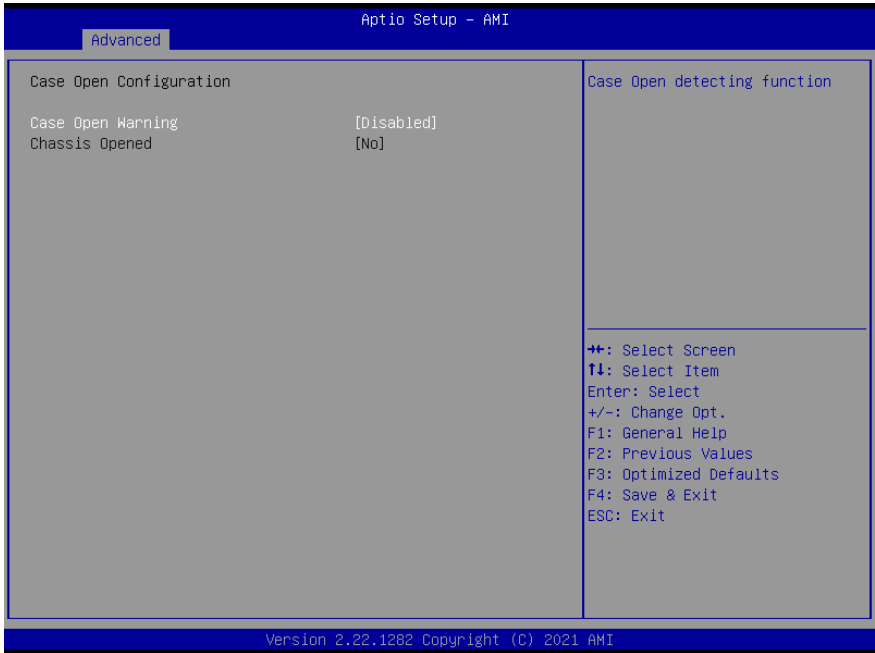 Aptio Setup – AMI
Advanced
Case Open Configuration
Case Open Warning [Disabled]
Chassis Opened [No]
Case Open detecting function
→←: Select Screen
↑↓: Select Item
Enter: Select
+/-: Change Opt.
F1: General Help
F2: Previous Values
F3: Optimized Defaults
F4: Save & Exit
ESC: Exit
Version 2.22.1282 Copyright (C) 2021 AMI